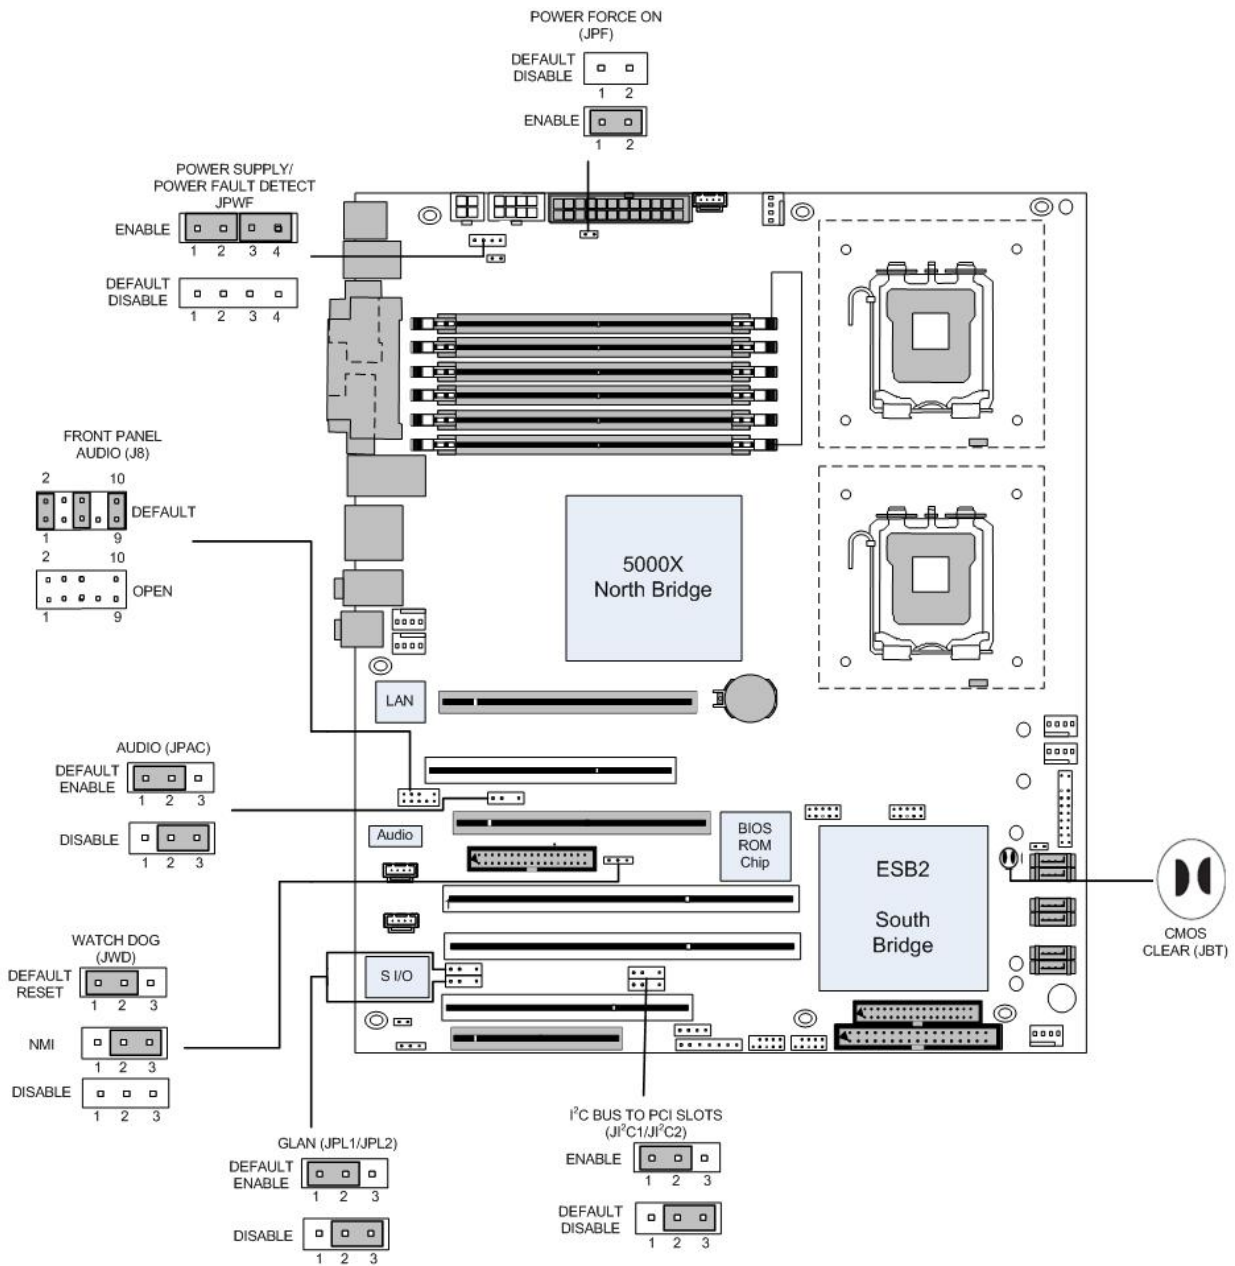 POWER FORCE ON
(JPF)
DEFAULT
DISABLE
1 2
ENABLE
1 2
POWER SUPPLY/
POWER FAULT DETECT
JPWF
ENABLE
1 2 3 4
DEFAULT
DISABLE
1 2 3 4
FRONT PANEL
AUDIO (J8)
2 10
DEFAULT
1 9
2 10
OPEN
1 9
5000X
North Bridge
LAN
AUDIO (JPAC)
DEFAULT
ENABLE
1 2 3
DISABLE
1 2 3
Audio
BIOS
ROM
Chip
ESB2
South
Bridge
CMOS
CLEAR (JBT)
WATCH DOG
(JWD)
DEFAULT
RESET
1 2 3
NMI
1 2 3
DISABLE
1 2 3
S I/O
GLAN (JPL1/JPL2)
DEFAULT
ENABLE
1 2 3
DISABLE
1 2 3
I²C BUS TO PCI SLOTS
(JI²C1/JI²C2)
ENABLE
1 2 3
DEFAULT
DISABLE
1 2 3